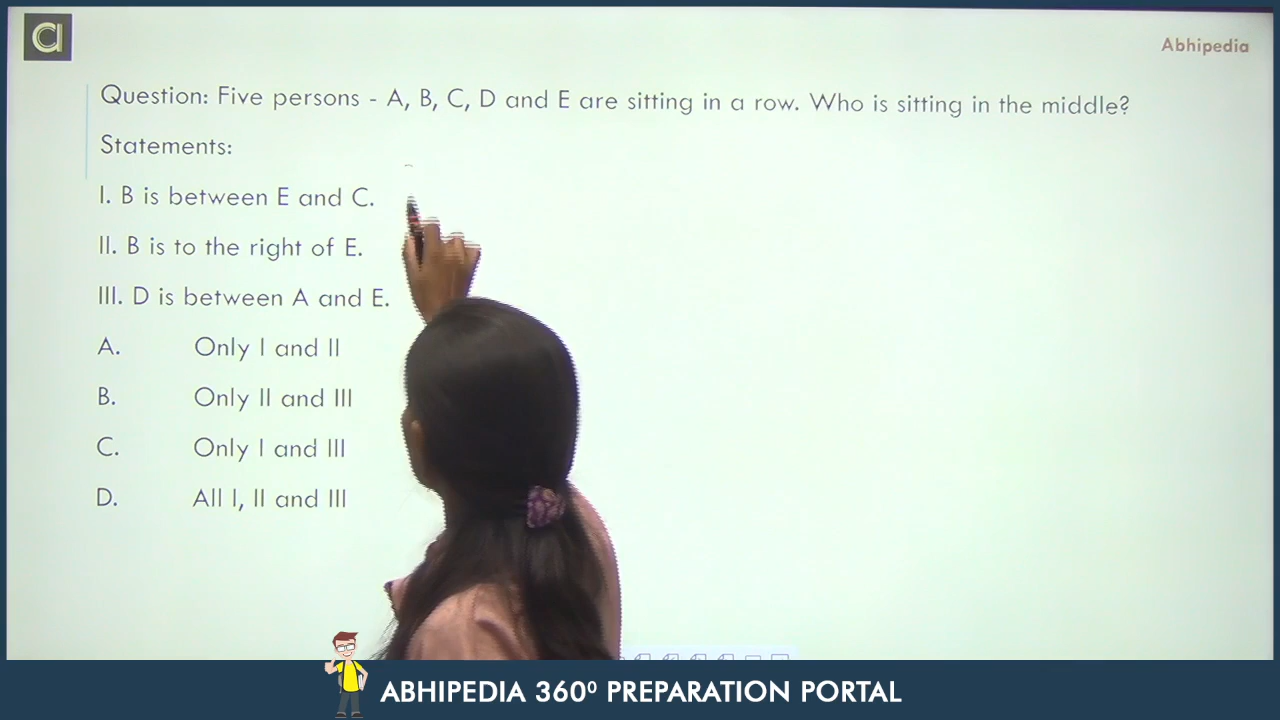 Abhipedia
Question: Five persons - A, B, C, D and E are sitting in a row. Who is sitting in the middle?
Statements:
I. B is between E and C.
II. B is to the right of E.
III. D is between A and E.
A. Only I and II
B. Only II and III
C. Only I and III
D. All I, II and III
ABHIPEDIA 360⁰ PREPARATION PORTAL